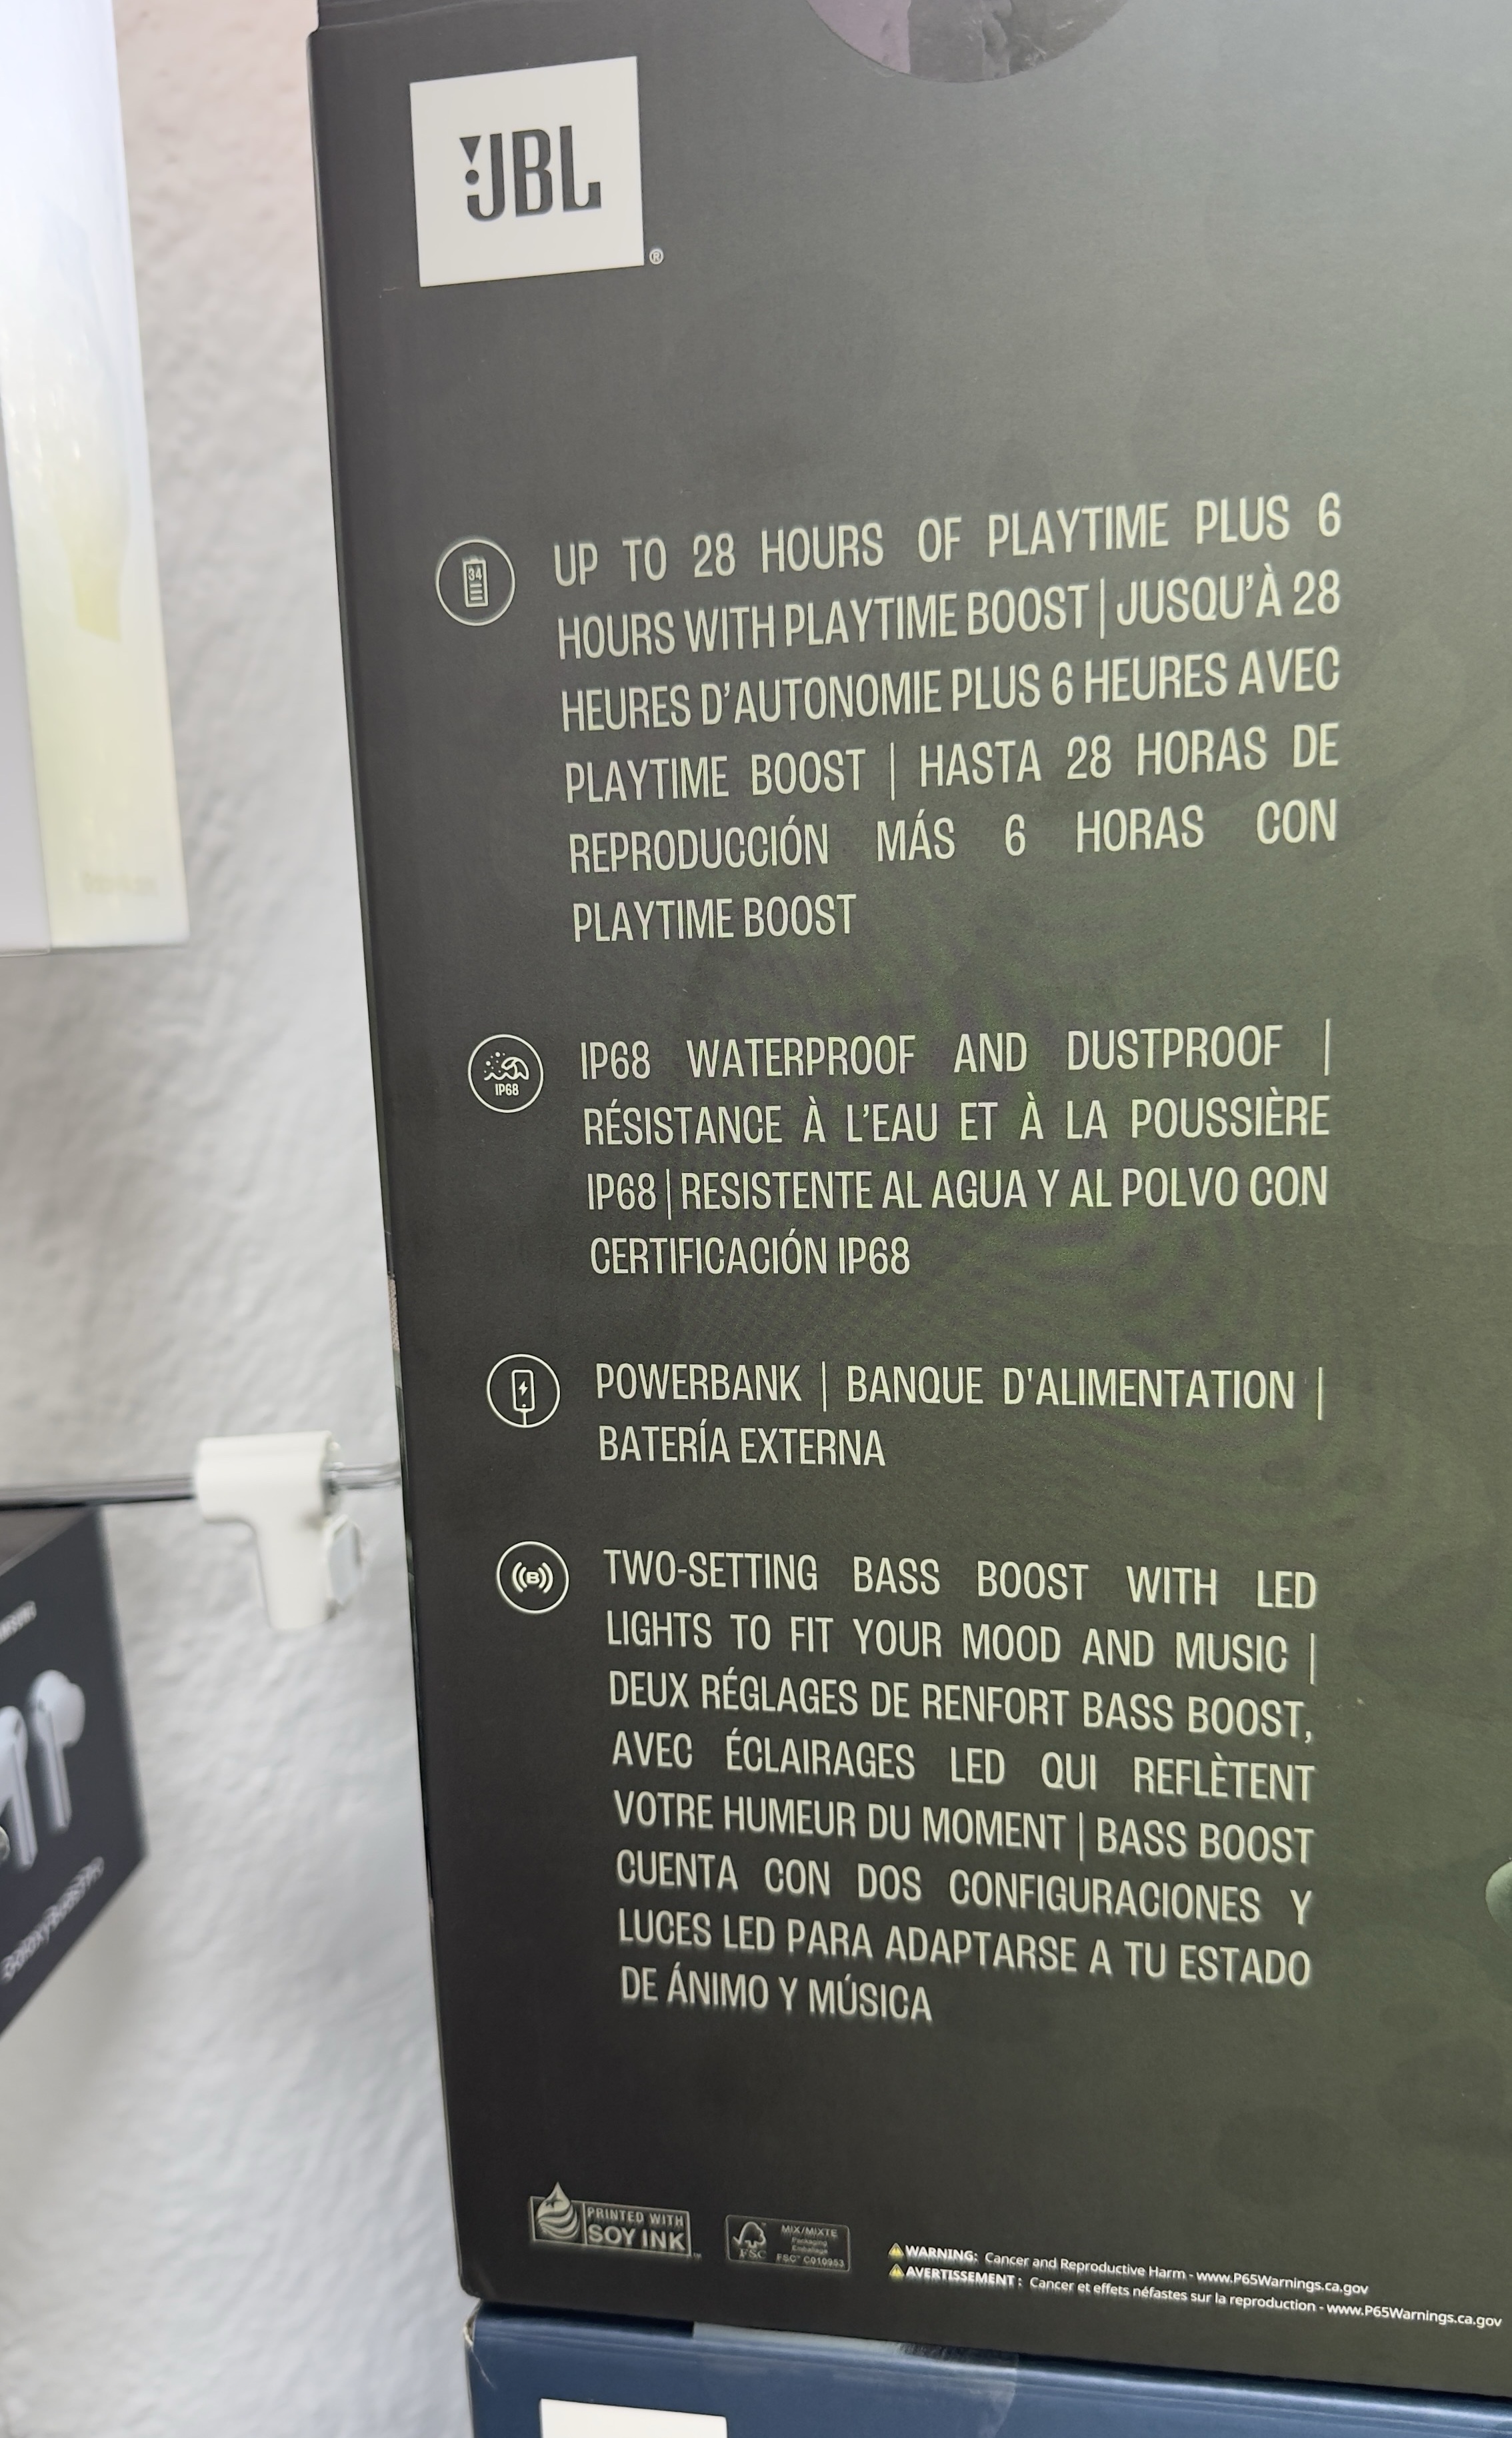 JBL
®
34
UP TO 28 HOURS OF PLAYTIME PLUS 6
HOURS WITH PLAYTIME BOOST | JUSQU'À 28
HEURES D'AUTONOMIE PLUS 6 HEURES AVEC
PLAYTIME BOOST | HASTA 28 HORAS DE
REPRODUCCIÓN MÁS 6 HORAS CON
PLAYTIME BOOST
IP68
IP68 WATERPROOF AND DUSTPROOF |
RÉSISTANCE À L'EAU ET À LA POUSSIÈRE
IP68 | RESISTENTE AL AGUA Y AL POLVO CON
CERTIFICACIÓN IP68
POWERBANK | BANQUE D'ALIMENTATION |
BATERÍA EXTERNA
B
TWO-SETTING BASS BOOST WITH LED
LIGHTS TO FIT YOUR MOOD AND MUSIC |
DEUX RÉGLAGES DE RENFORT BASS BOOST,
AVEC ÉCLAIRAGES LED QUI REFLÈTENT
VOTRE HUMEUR DU MOMENT | BASS BOOST
CUENTA CON DOS CONFIGURACIONES Y
LUCES LED PARA ADAPTARSE A TU ESTADO
DE ÁNIMO Y MÚSICA
PRINTED WITH
SOY INK
FSC
MIX/MIXTE
Packaging
Emballage
FSC® C010953
WARNING: Cancer and Reproductive Harm - www.P65Warnings.ca.gov
AVERTISSEMENT : Cancer et effets néfastes sur la reproduction - www.P65Warnings.ca.gov